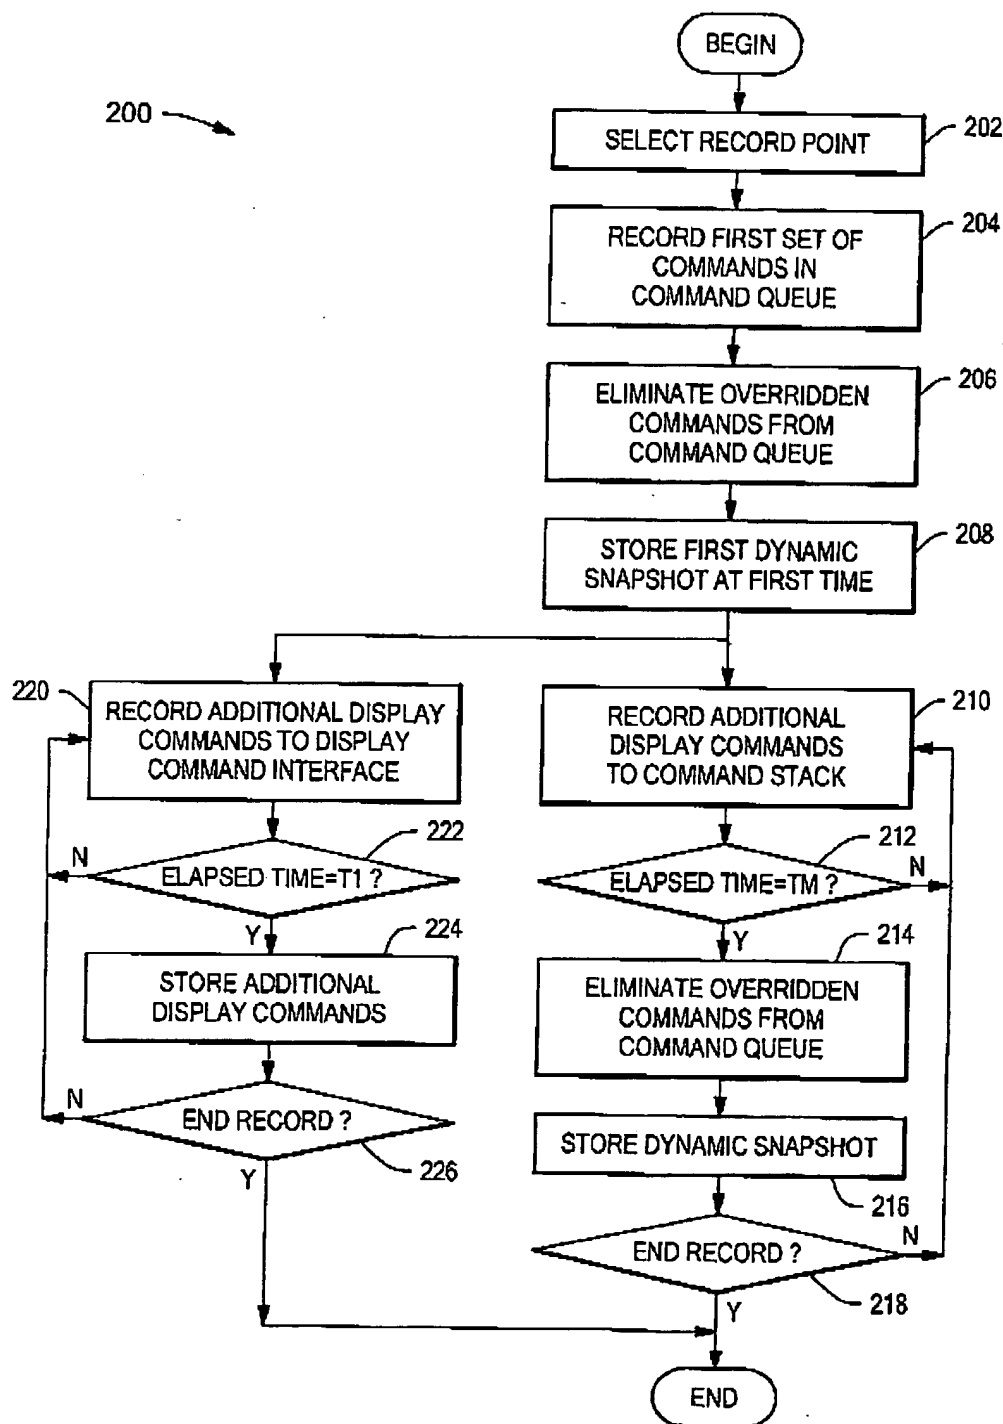 BEGIN
200
SELECT RECORD POINT
202
RECORD FIRST SET OF
COMMANDS IN
COMMAND QUEUE
204
ELIMINATE OVERRIDDEN
COMMANDS FROM
COMMAND QUEUE
206
STORE FIRST DYNAMIC
SNAPSHOT AT FIRST TIME
208
220
RECORD ADDITIONAL DISPLAY
COMMANDS TO DISPLAY
COMMAND INTERFACE
RECORD ADDITIONAL
DISPLAY COMMANDS
TO COMMAND STACK
210
222
N
ELAPSED TIME=T1 ?
Y
212
ELAPSED TIME=TM ?
N
Y
224
STORE ADDITIONAL
DISPLAY COMMANDS
214
ELIMINATE OVERRIDDEN
COMMANDS FROM
COMMAND QUEUE
N
END RECORD ?
Y
226
STORE DYNAMIC SNAPSHOT
216
END RECORD ?
N
Y
218
END